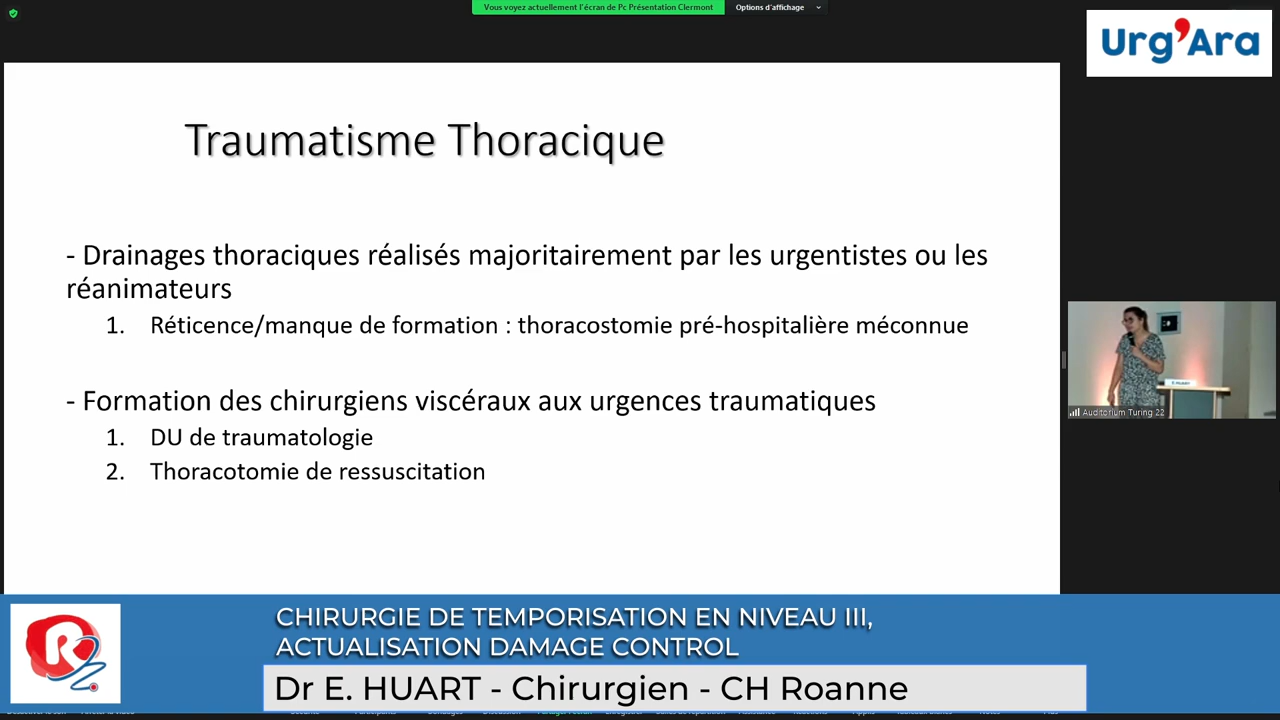 Vous voyez actuellement l'écran de Pc Présentation Clermont
Options d'affichage
Urg'Ara
Traumatisme Thoracique
- Drainages thoraciques réalisés majoritairement par les urgentistes ou les
réanimateurs
1. Réticence/manque de formation : thoracostomie pré-hospitalière méconnue
- Formation des chirurgiens viscéraux aux urgences traumatiques
1. DU de traumatologie
2. Thoracotomie de ressuscitation
E. HUART
Auditorium Turing 22
R
CHIRURGIE DE TEMPORISATION EN NIVEAU III,
ACTUALISATION DAMAGE CONTROL
Dr E. HUART - Chirurgien - CH Roanne